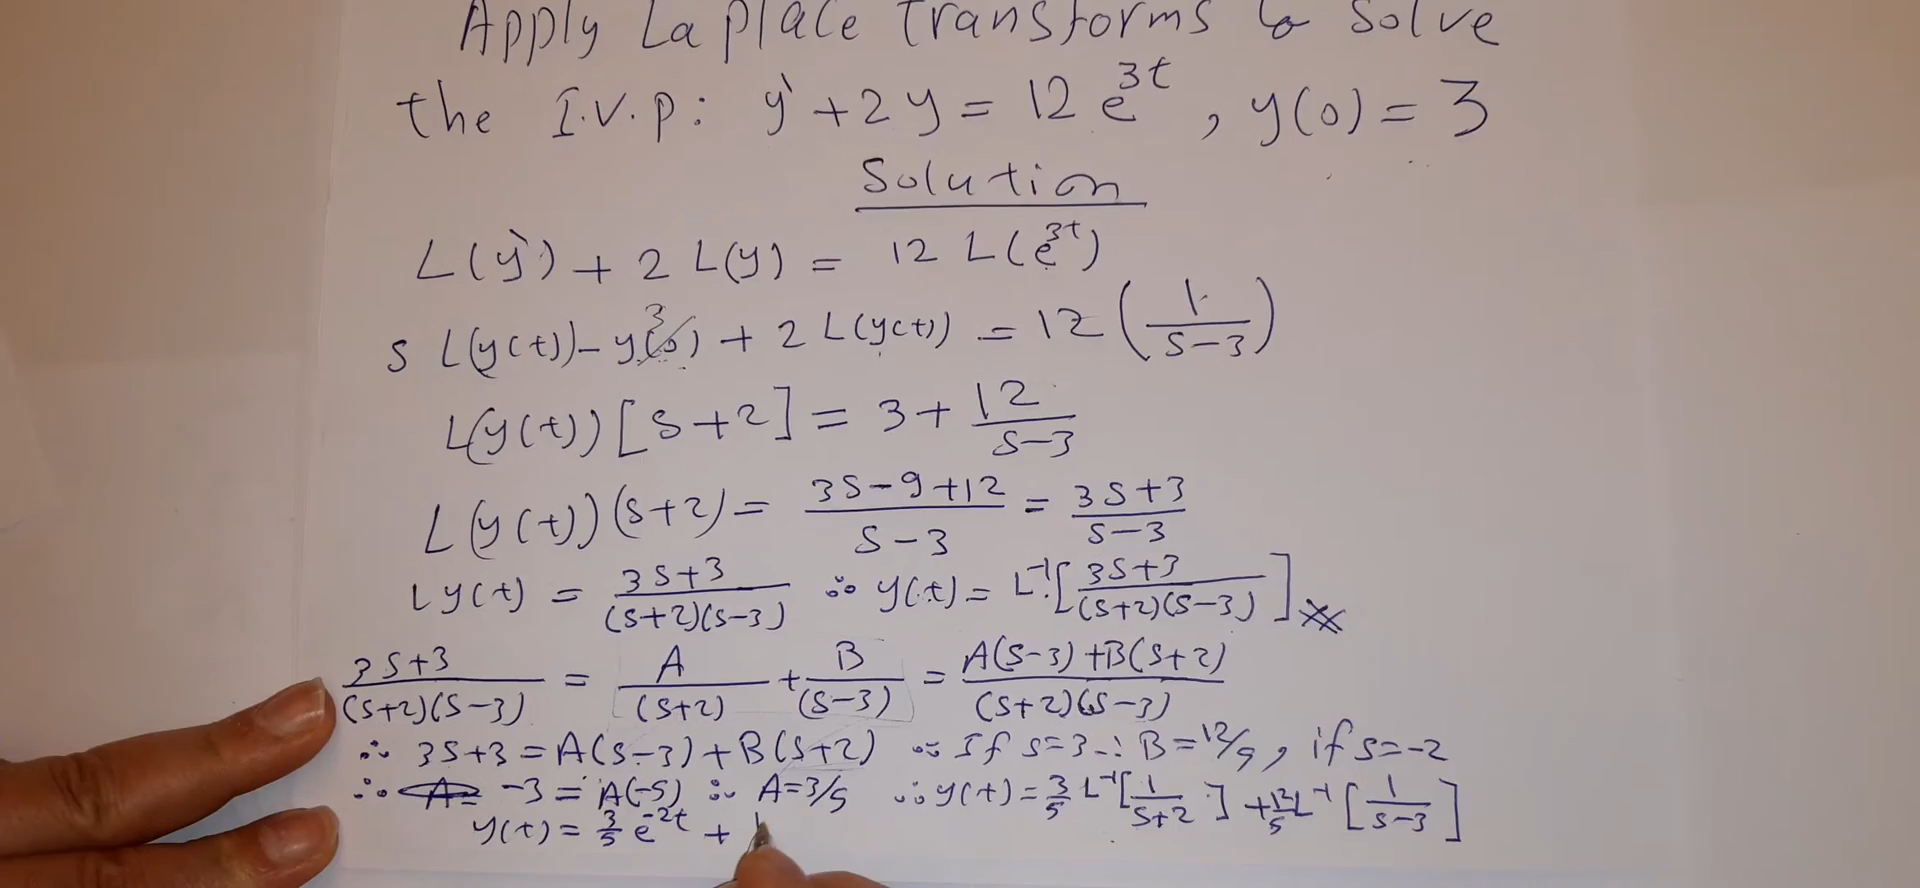 Apply Laplace Transforms to Solve
the I.V.P: y` + 2y = 12 e^3t , y(0) = 3
Solution
L(y`) + 2 L(y) = 12 L(e^3t)
S L(y(t)) - y(0) 3 + 2 L(y(t)) = 12 (1/(S-3))
L(y(t)) [S+2] = 3 + 12/(S-3)
L(y(t)) (S+2) = (3S-9+12)/(S-3) = (3S+3)/(S-3)
L y(t) = (3S+3)/((S+2)(S-3)) ∴ y(t) = L^-1 [(3S+3)/((S+2)(S-3))]
(3S+3)/((S+2)(S-3)) = A/(S+2) + B/(S-3) = (A(S-3)+B(S+2))/((S+2)(S-3))
∴ 3S+3 = A(S-3) + B(S+2) ∵ If S=3 ∴ B = 12/5, if S=-2
∴ -3 = A(-5) ∴ A = 3/5 ∴ y(t) = 3/5 L^-1 [1/(S+2)] + 12/5 L^-1 [1/(S-3)]
y(t) = 3/5 e^-2t +